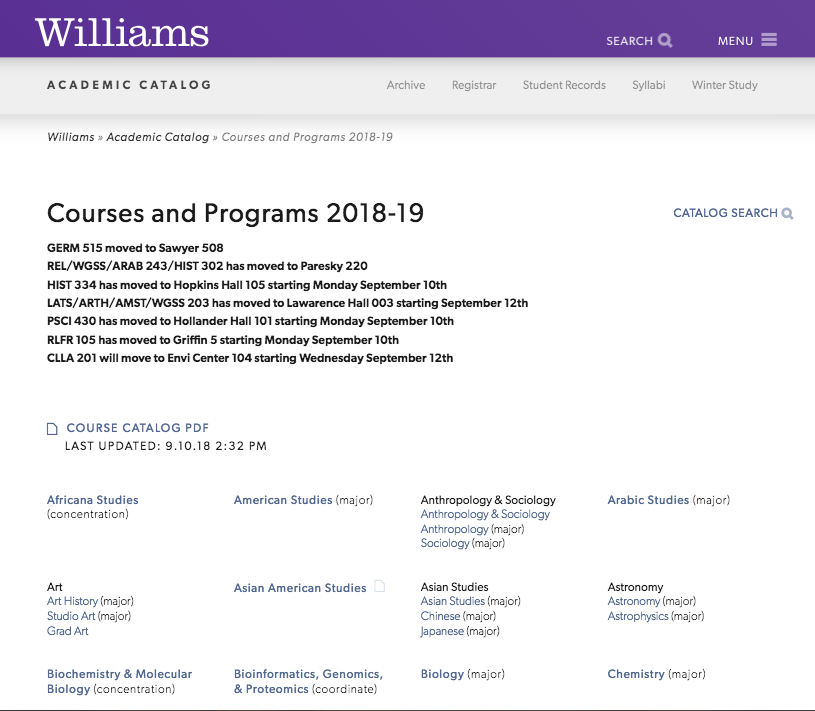 Williams
SEARCH
MENU
ACADEMIC CATALOG
Archive
Registrar
Student Records
Syllabi
Winter Study
Williams » Academic Catalog » Courses and Programs 2018-19
Courses and Programs 2018-19
CATALOG SEARCH
GERM 515 moved to Sawyer 508
REL/WGSS/ARAB 243/HIST 302 has moved to Paresky 220
HIST 334 has moved to Hopkins Hall 105 starting Monday September 10th
LATS/ARTH/AMST/WGSS 203 has moved to Lawarence Hall 003 starting September 12th
PSCI 430 has moved to Hollander Hall 101 starting Monday September 10th
RLFR 105 has moved to Griffin 5 starting Monday September 10th
CLLA 201 will move to Envi Center 104 starting Wednesday September 12th
COURSE CATALOG PDF
LAST UPDATED: 9.10.18 2:32 PM
Africana Studies
(concentration)
American Studies (major)
Anthropology & Sociology
Anthropology & Sociology
Anthropology (major)
Sociology (major)
Arabic Studies (major)
Art
Art History (major)
Studio Art (major)
Grad Art
Asian American Studies
Asian Studies
Asian Studies (major)
Chinese (major)
Japanese (major)
Astronomy
Astronomy (major)
Astrophysics (major)
Biochemistry & Molecular
Biology (concentration)
Bioinformatics, Genomics,
& Proteomics (coordinate)
Biology (major)
Chemistry (major)